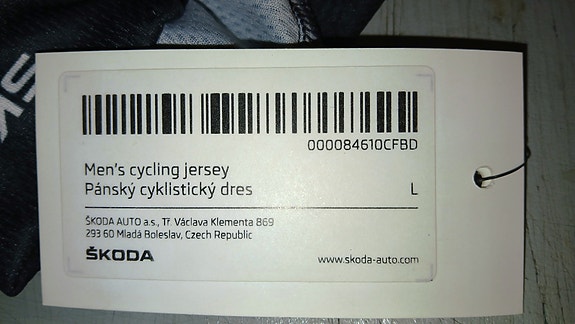 000084610CFBD
Men's cycling jersey
Pánský cyklistický dres L
ŠKODA AUTO a.s., Tř. Václava Klementa 869
293 60 Mladá Boleslav, Czech Republic
ŠKODA www.skoda-auto.com